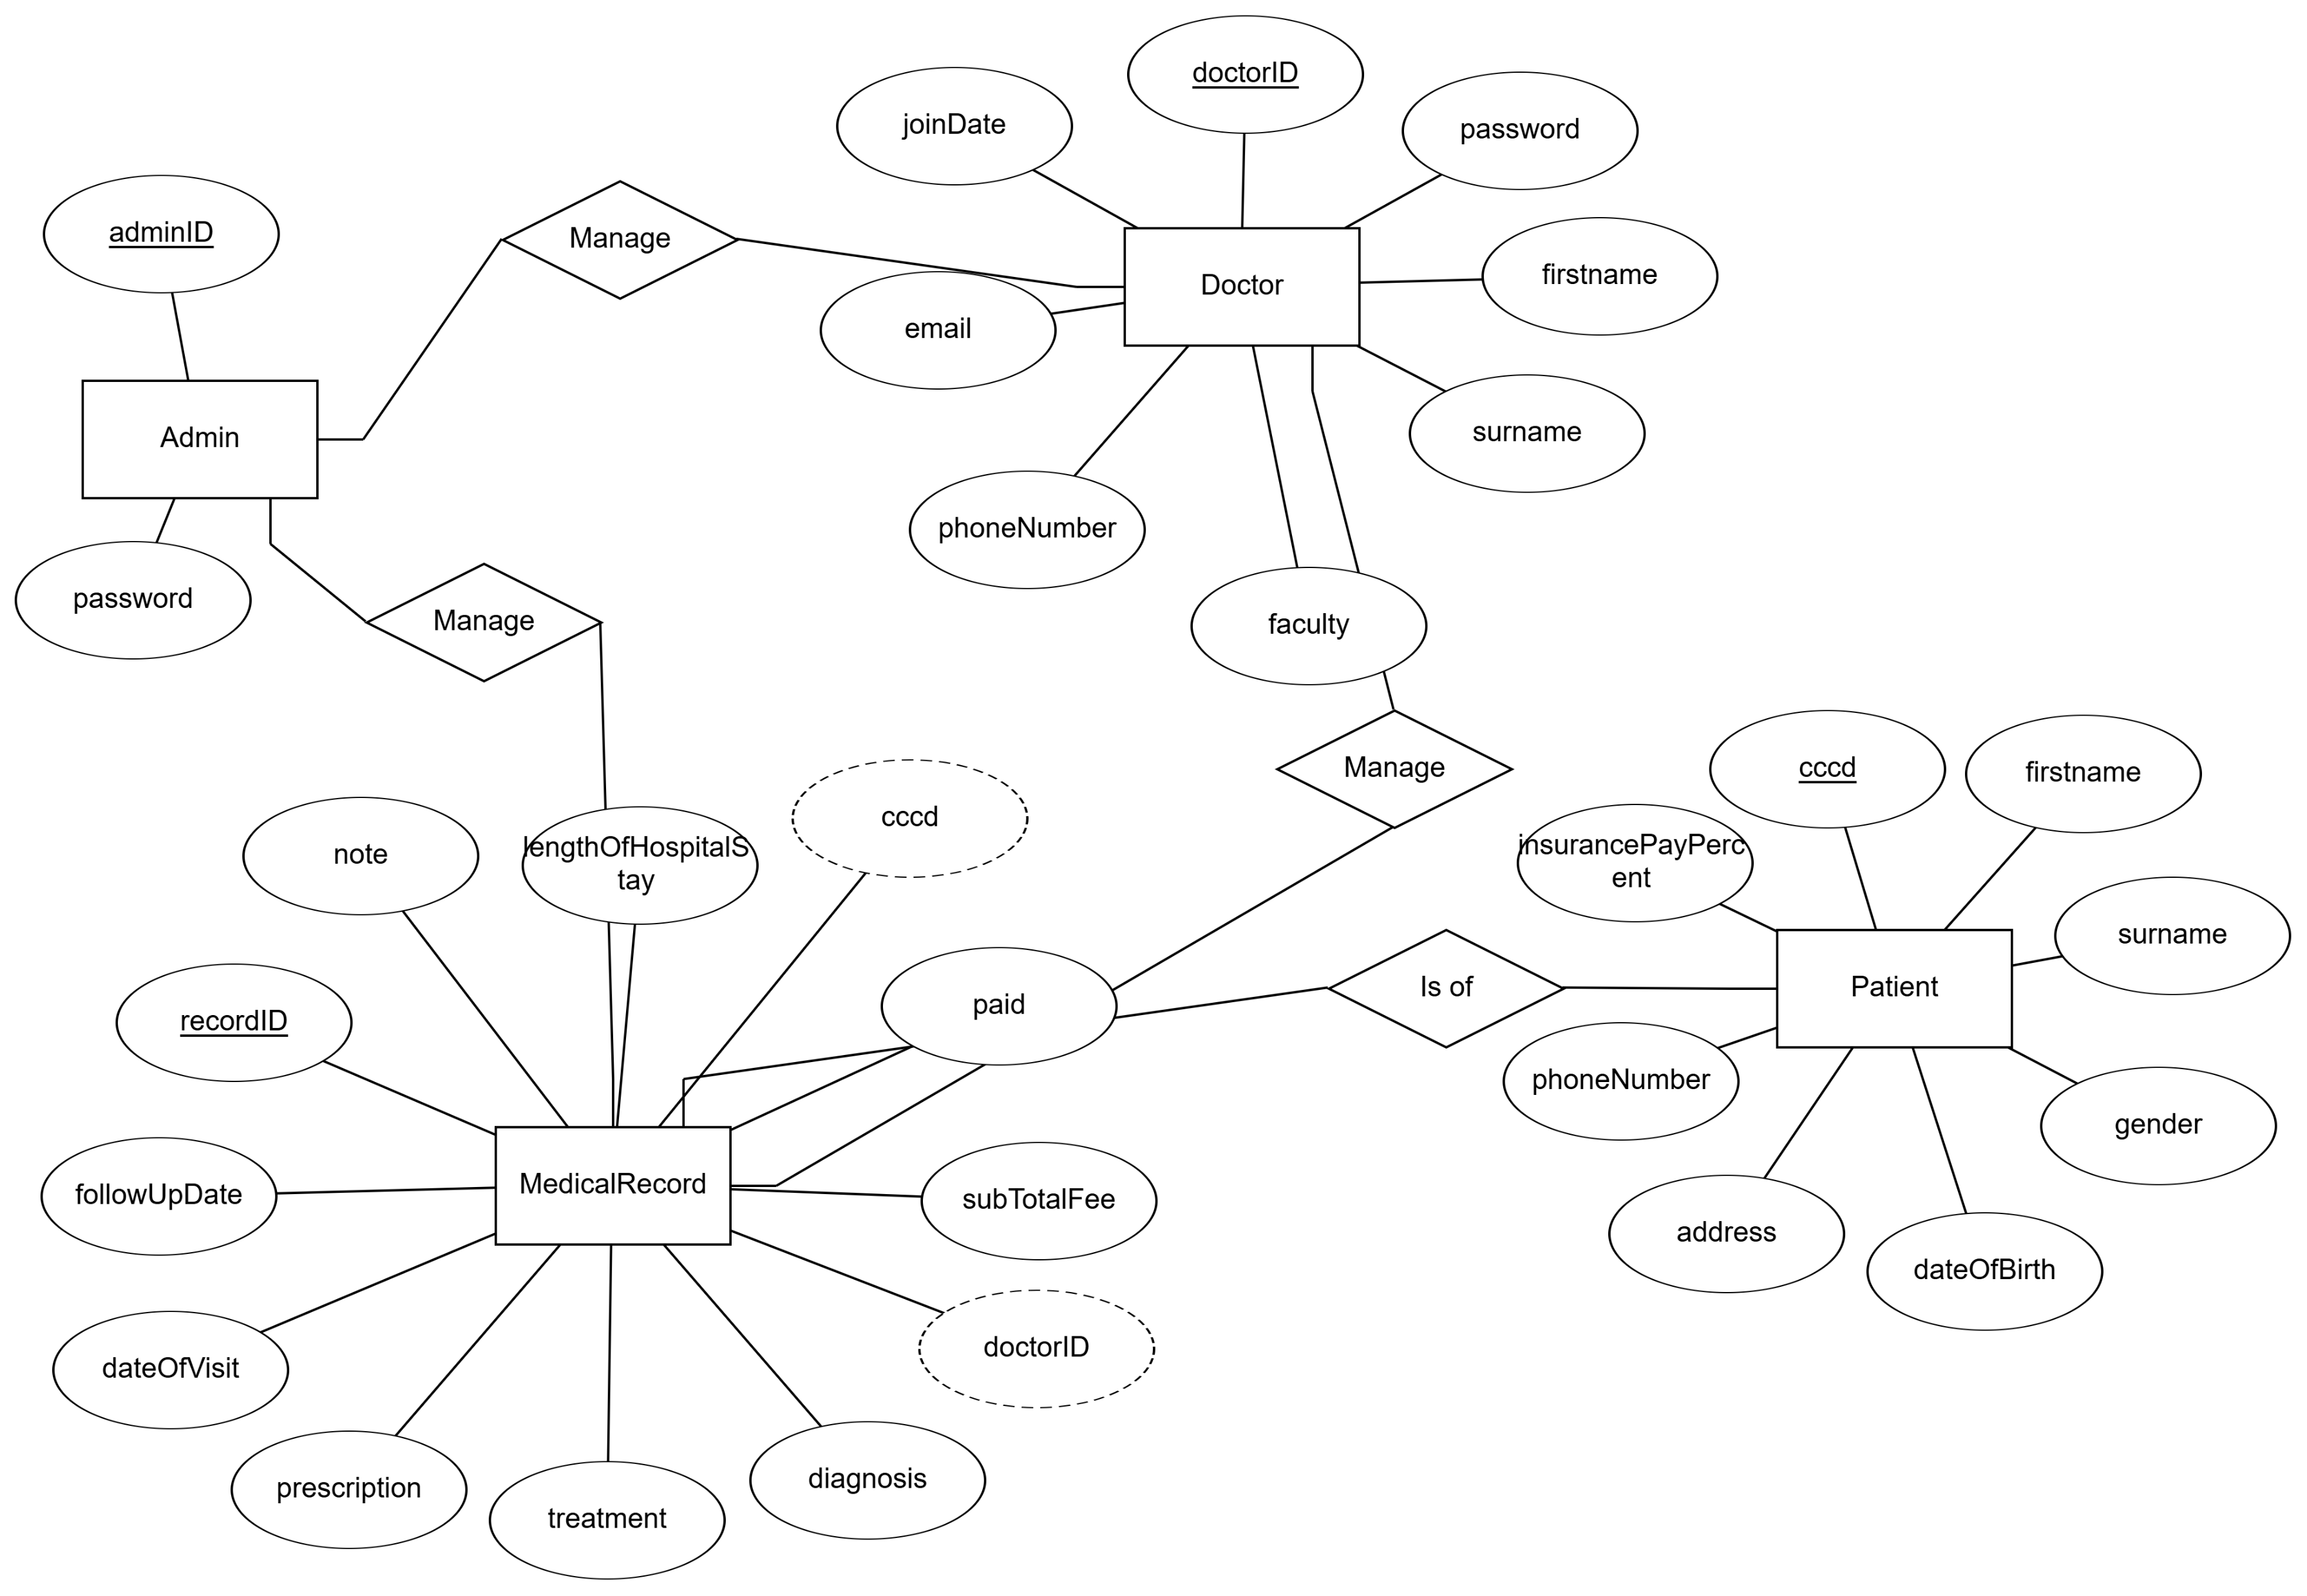 doctorID
joinDate
password
adminID
Manage
firstname
Doctor
email
Admin
surname
phoneNumber
password
Manage
faculty
Manage
cccd
firstname
cccd
note
lengthOfHospitalS
tay
insurancePayPerc
ent
surname
paid
Is of
Patient
recordID
phoneNumber
gender
MedicalRecord
followUpDate
subTotalFee
address
dateOfBirth
doctorID
dateOfVisit
prescription
diagnosis
treatment